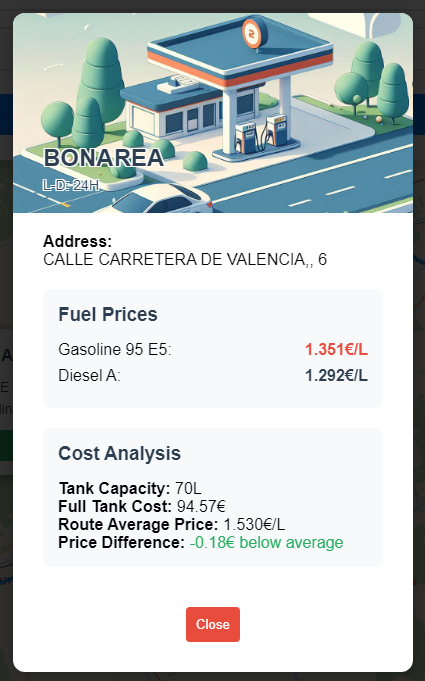 2
BONAREA
L-D: 24H
Address:
CALLE CARRETERA DE VALENCIA,, 6
Fuel Prices
Gasoline 95 E5: 1.351€/L
Diesel A: 1.292€/L
Cost Analysis
Tank Capacity: 70L
Full Tank Cost: 94.57€
Route Average Price: 1.530€/L
Price Difference: -0.18€ below average
Close